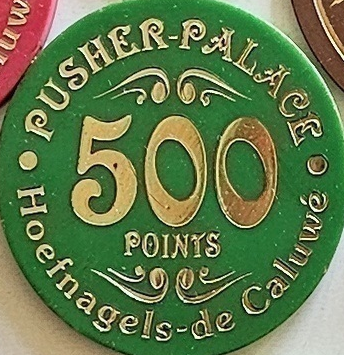 PUSHER-PALACE
500
POINTS
Hoefnagels-de Caluwé